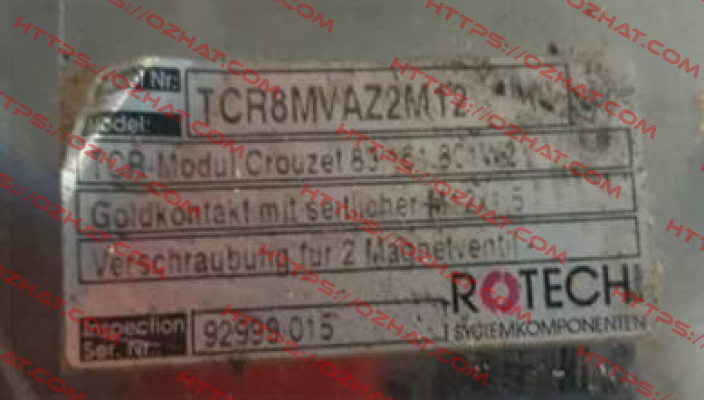 Nr.:
Model:
TCR8MVAZ2M12
TCR-Modul Crouzet 83
Goldkontakt mit seitlicher
Verschraubung für 2 Magnetventil
ROTECH
SYSTEMKOMPONENTEN
Inspection
Ser. Nr.:
92999.015
HTTPS://OZHAT.COM